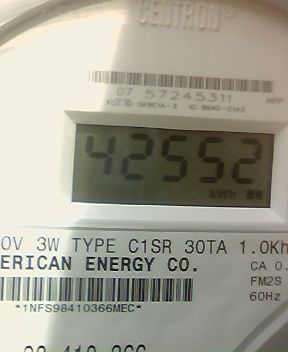 CENTRON®
07 57245311
42552
kWh
0V 3W TYPE C1SR 30TA 1.0Kh
ERICAN ENERGY CO.
CA 0.
FM2S
60Hz
*1NFS98410366MEC*